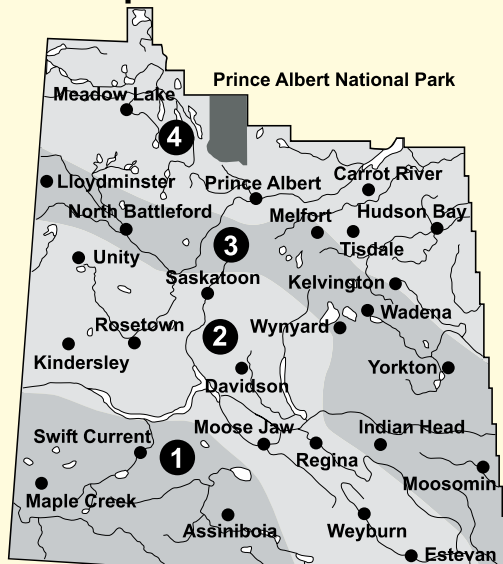 Prince Albert National Park
Meadow Lake
4
Lloydminster
Prince Albert
Carrot River
North Battleford
Melfort
Hudson Bay
3
Tisdale
Unity
Saskatoon
Kelvington
Wadena
Rosetown
2
Wynyard
Kindersley
Yorkton
Davidson
Moose Jaw
Indian Head
Swift Current
1
Regina
Moosomin
Maple Creek
Assiniboia
Weyburn
Estevan